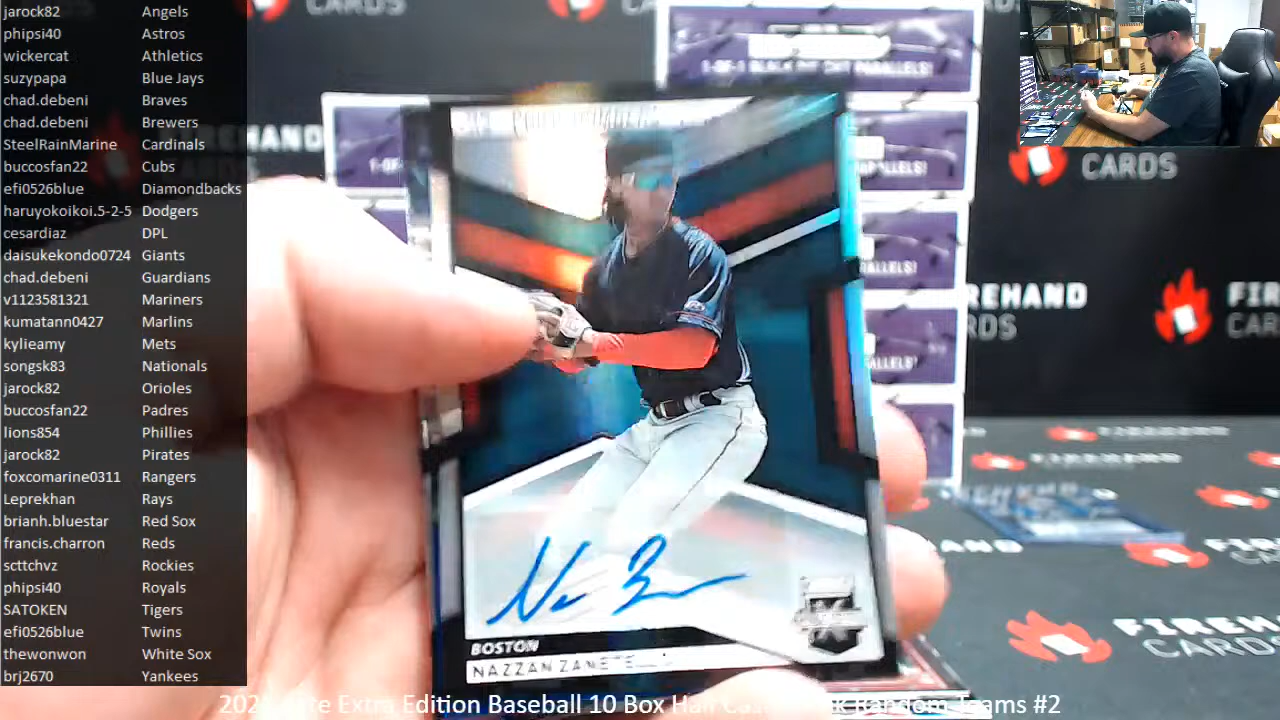 jarock82 Angels
phipsi40 Astros
wickercat Athletics
suzypapa Blue Jays
chad.debeni Braves
chad.debeni Brewers
SteelRainMarine Cardinals
buccosfan22 Cubs
efi0526blue Diamondbacks
haruyokoikoi.5-2-5 Dodgers
cesardiaz DPL
daisukekondo0724 Giants
chad.debeni Guardians
v1123581321 Mariners
kumatann0427 Marlins
kylieamy Mets
songsk83 Nationals
jarock82 Orioles
buccosfan22 Padres
lions854 Phillies
jarock82 Pirates
foxcomarine0311 Rangers
Leprekhan Rays
brianh.bluestar Red Sox
francis.charron Reds
scttchvz Rockies
phipsi40 Royals
SATOKEN Tigers
efi0526blue Twins
thewonwon White Sox
brj2670 Yankees
CARDS
1-OF-1 BLACK DIE CUT PARALLELS!
CARDS
FIREHAND
BOSTON
NAZZAN ZANETELLO
Extra Edition Baseball 10 Box Half Random Teams #2